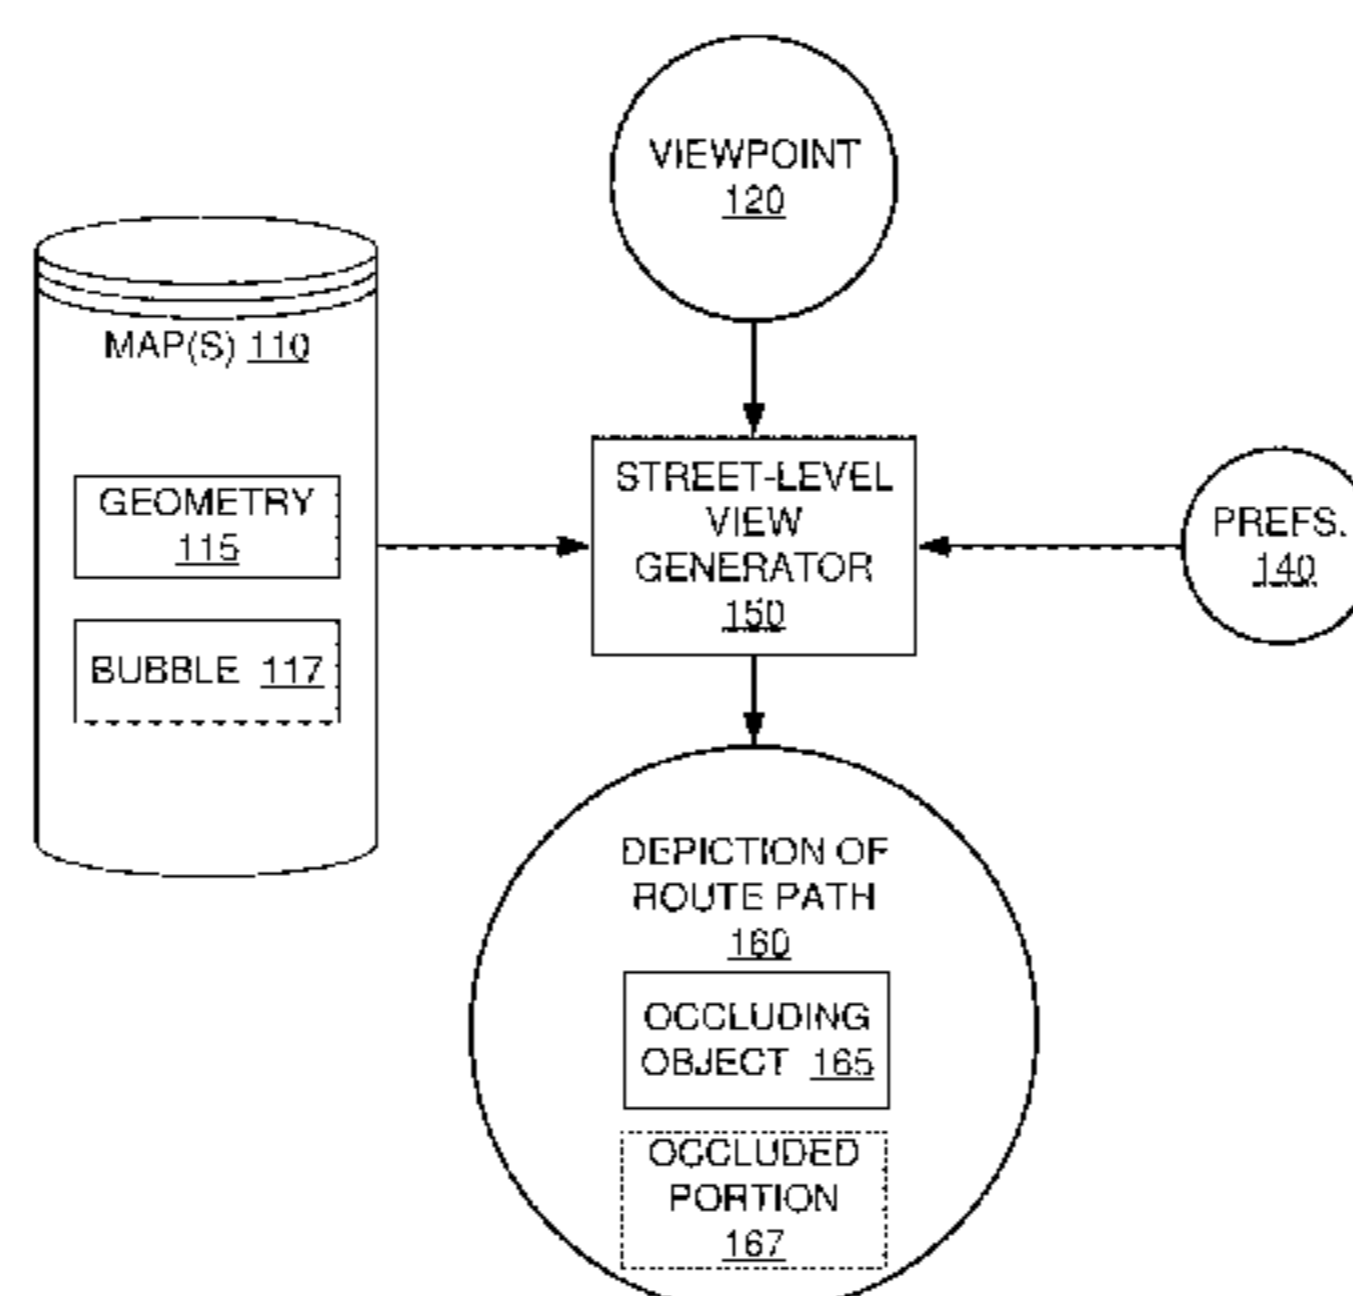 VIEWPOINT
120
MAP(S) 110
GEOMETRY
115
BUBBLE 117
STREET-LEVEL
VIEW
GENERATOR
150
PREFS.
140
DEPICTION OF
ROUTE PATH
160
OCCLUDING
OBJECT 165
OCCLUDED
PORTION
167